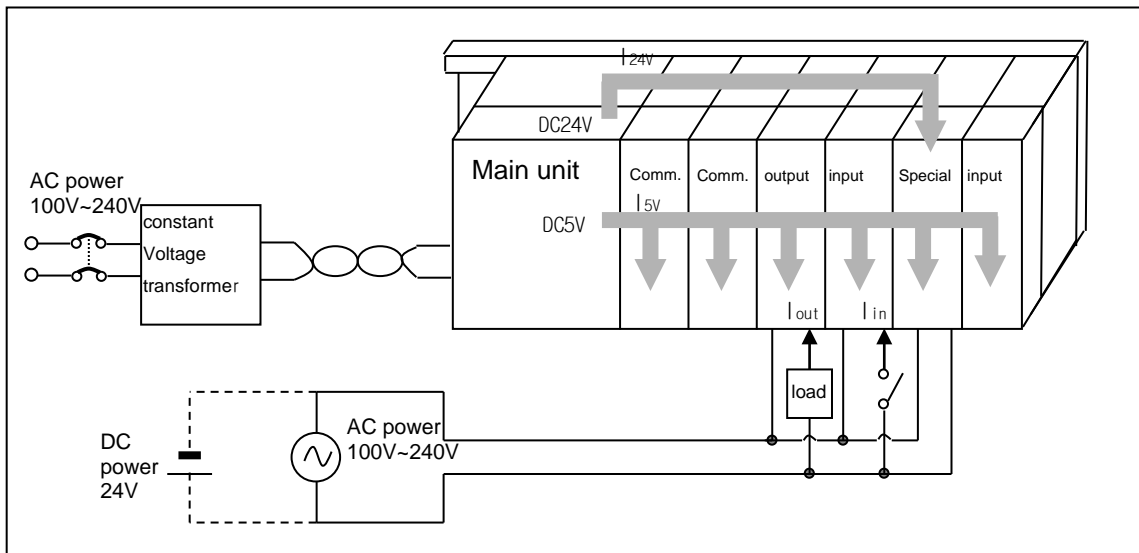 I24V
DC24V
Main unit
Comm.
Comm.
output
input
Special
input
I5V
DC5V
AC power
100V~240V
constant
Voltage
transformer
Iout
Iin
load
AC power
100V~240V
DC
power
24V